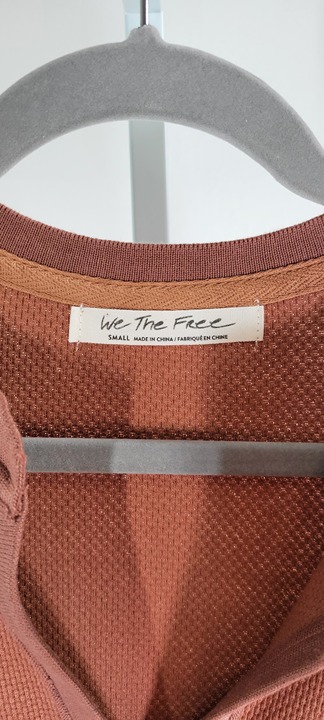 We The Free
SMALL MADE IN CHINA / FABRIQUÉ EN CHINE